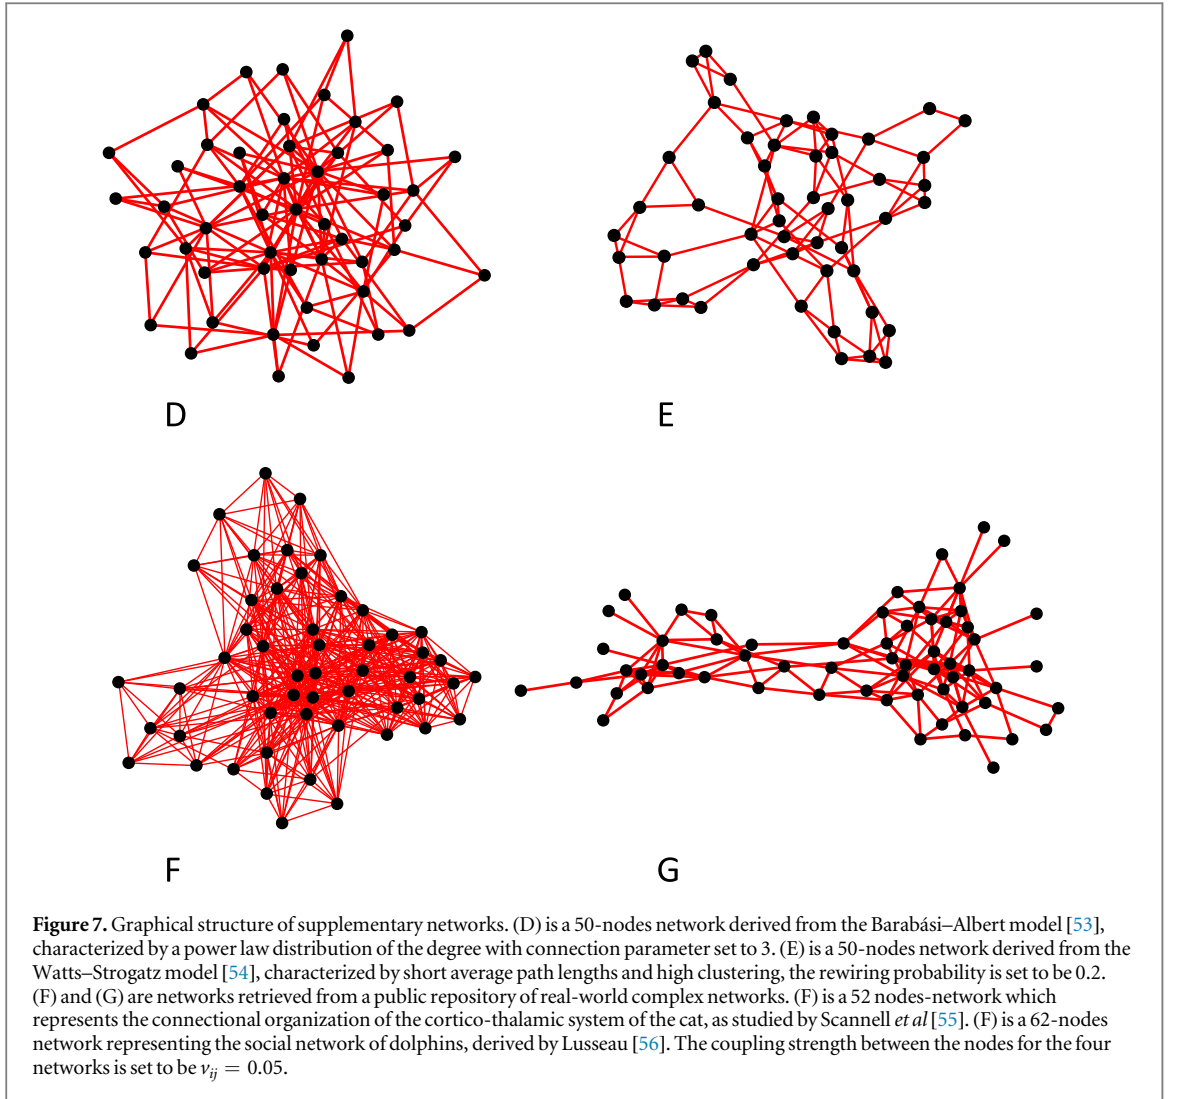 D
E
F
G
Figure 7. Graphical structure of supplementary networks. (D) is a 50-nodes network derived from the Barabási–Albert model [53],
characterized by a power law distribution of the degree with connection parameter set to 3. (E) is a 50-nodes network derived from the
Watts–Strogatz model [54], characterized by short average path lengths and high clustering, the rewiring probability is set to be 0.2.
(F) and (G) are networks retrieved from a public repository of real-world complex networks. (F) is a 52 nodes-network which
represents the connectional organization of the cortico-thalamic system of the cat, as studied by Scannell et al [55]. (F) is a 62-nodes
network representing the social network of dolphins, derived by Lusseau [56]. The coupling strength between the nodes for the four
networks is set to be νij = 0.05.